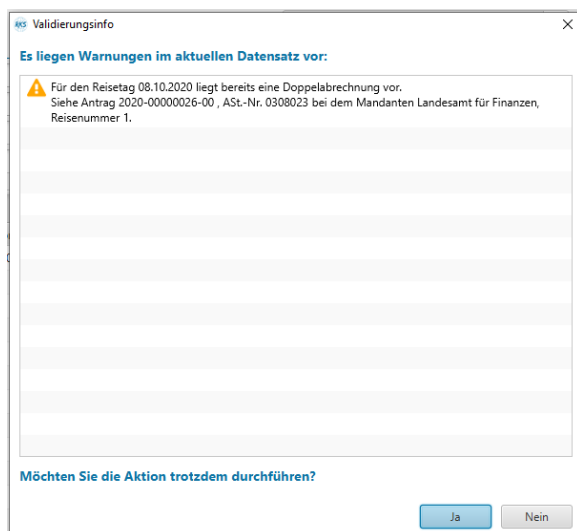 RKS Validierungsinfo
Es liegen Warnungen im aktuellen Datensatz vor:
Für den Reisetag 08.10.2020 liegt bereits eine Doppelabrechnung vor.
Siehe Antrag 2020-00000026-00 , ASt.-Nr. 0308023 bei dem Mandanten Landesamt für Finanzen,
Reisenummer 1.
Möchten Sie die Aktion trotzdem durchführen?
Ja Nein